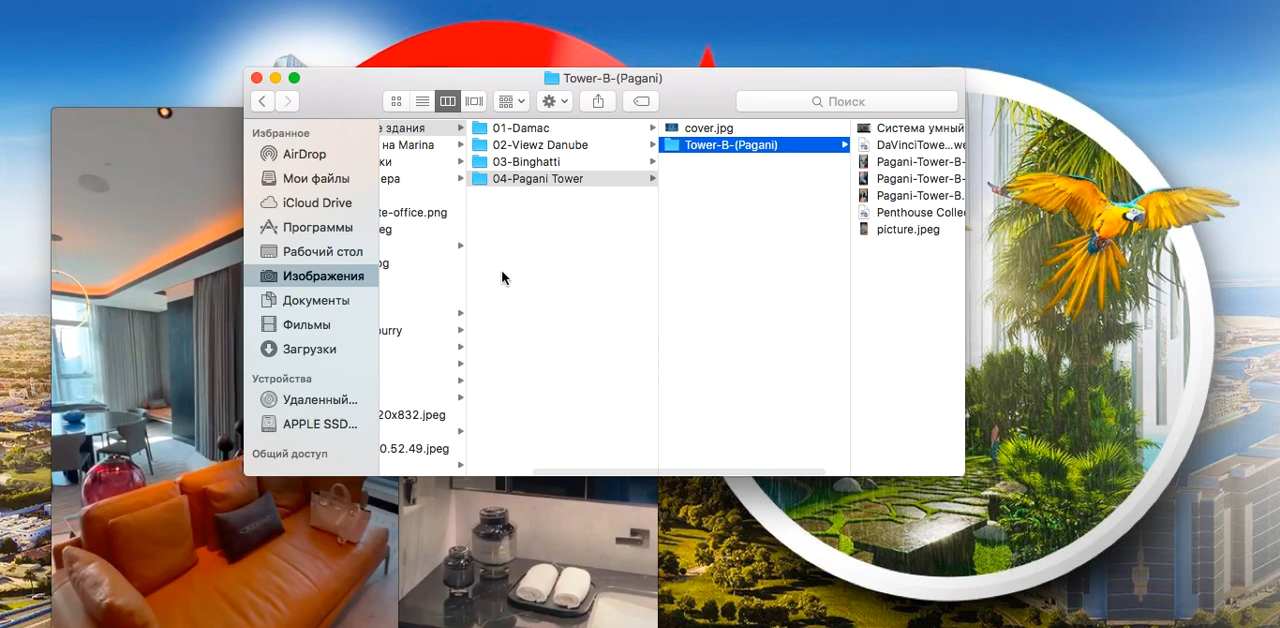 Tower-B-(Pagani)
Поиск
Избранное
AirDrop
Мои файлы
iCloud Drive
Программы
Рабочий стол
Изображения
Документы
Фильмы
Загрузки
Устройства
Удаленный...
APPLE SSD...
Общий доступ
е здания
на Marina
ки
ера
te-office.png
eg
og
ourry
20x832.jpeg
0.52.49.jpeg
01-Damac
02-Viewz Danube
03-Binghatti
04-Pagani Tower
cover.jpg
Tower-B-(Pagani)
Система умный
DaVinciTowe...we
Pagani-Tower-B-
Pagani-Tower-B-
Pagani-Tower-B.
Penthouse Colle
picture.jpeg